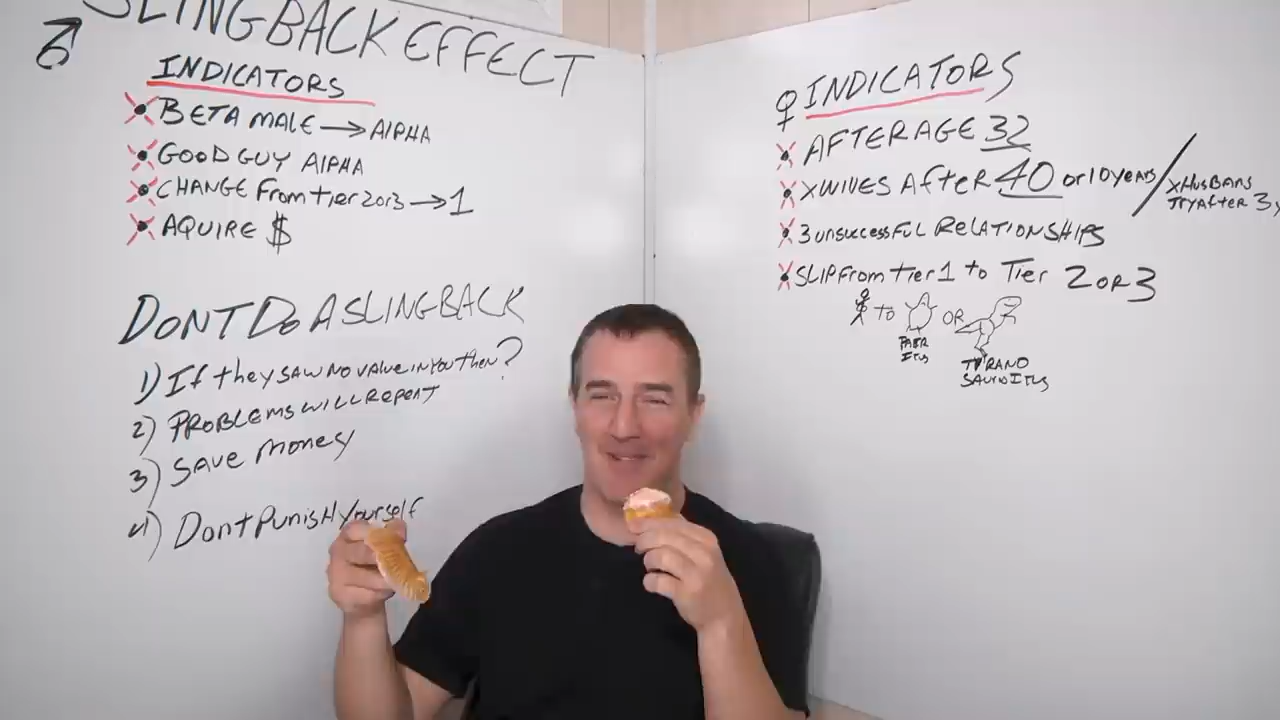 SLINGBACK EFFECT
INDICATORS
BETA MALE → AlPHA
GOOD GUY AlPHA
CHANGE From tier 2or3 → 1
AQUIRE $
DONT Do A SLINGBACK
1) If they SAW NO VALUE IN YOU then?
2) PROBLEMS WILL REPEAT
3) SAVE MONEY
4) Dont Punish Yourself
♀ INDICATORS
AFTER AGE 32
XWIVES AfTER 40 or 10 years / XHUSBANS
TRY AfTER 3
3 unsuccessful RELATIONSHIPS
SLIP From tier 1 to Tier 2 OR 3
to OR
ITUS
TYRANO
SAURO ITUS